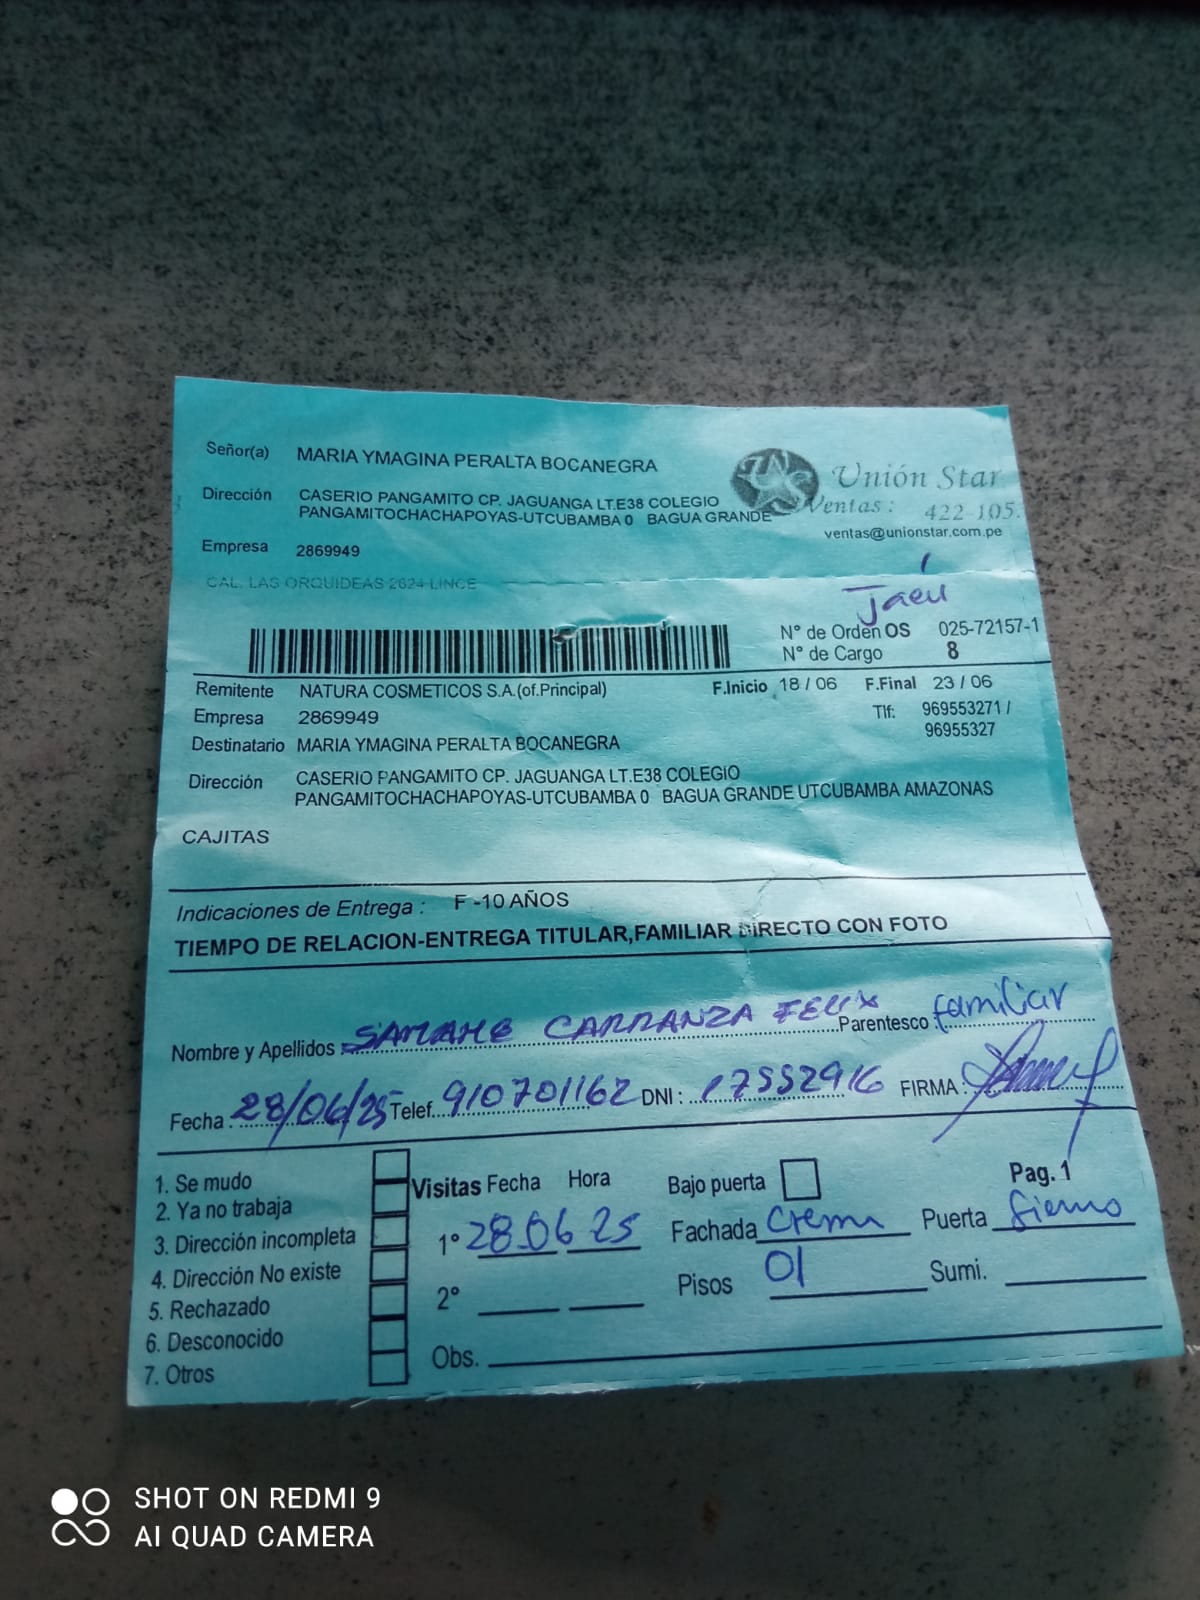 Señor(a) MARIA YMAGINA PERALTA BOCANEGRA
Unión Star
Dirección CASERIO PANGAMITO CP. JAGUANGA LT.E38 COLEGIO
PANGAMITOCHACHAPOYAS-UTCUBAMBA 0 BAGUA GRANDE
Ventas: 422-105.
ventas@unionstar.com.pe
Empresa 2869949
CAL. LAS ORQUIDEAS 2624 LINCE
Jaén
N° de Orden OS 025-72157-1
N° de Cargo 8
Remitente NATURA COSMETICOS S.A.(of.Principal) F.Inicio 18 / 06 F.Final 23 / 06
Empresa 2869949 Tlf: 969553271 /
96955327
Destinatario MARIA YMAGINA PERALTA BOCANEGRA
Dirección CASERIO PANGAMITO CP. JAGUANGA LT.E38 COLEGIO
PANGAMITOCHACHAPOYAS-UTCUBAMBA 0 BAGUA GRANDE UTCUBAMBA AMAZONAS
CAJITAS
Indicaciones de Entrega : F -10 AÑOS
TIEMPO DE RELACION-ENTREGA TITULAR,FAMILIAR DIRECTO CON FOTO
Nombre y Apellidos CARRANZA FELIX Parentesco : familiar
Fecha : 28/06/25 Telef. 910701162 DNI : 17552916 FIRMA :
1. Se mudo
2. Ya no trabaja
3. Dirección incompleta
4. Dirección No existe
5. Rechazado
6. Desconocido
7. Otros
Visitas Fecha Hora
1° 28.06 25
2°
Obs.
Bajo puerta Pag. 1
Fachada Crema Puerta fierro
Pisos 01 Sumi.
SHOT ON REDMI 9
AI QUAD CAMERA